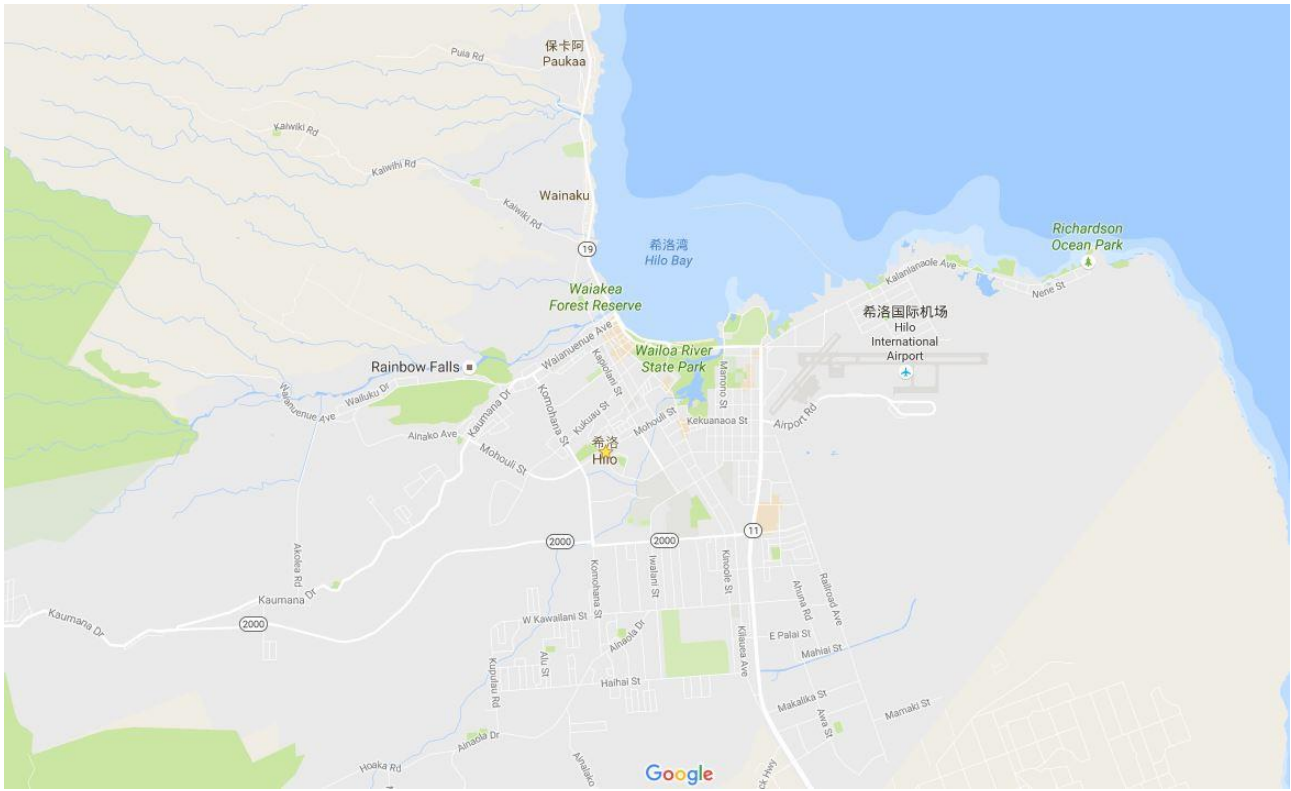 保卡阿
Paukaa
Puia Rd
Kaiwiki Rd
Kaiwihi Rd
Wainaku
Kaiwiki Rd
19
希洛湾
Hilo Bay
Richardson
Ocean Park
Kalanianaole Ave
Nene St
Waiakea
Forest Reserve
希洛国际机场
Hilo
International
Airport
Waianuenue Ave
Wailoa River
State Park
Rainbow Falls
Kapiolani St
Manono St
Waianuenue Ave
Wailuku Dr
Kaumana Dr
Komohana St
Kukuau St
Mohouli St
Kekuanaoa St
Airport Rd
Ainako Ave
Mohouli St
希洛
Hilo
11
2000
2000
Akolea Rd
Komohana St
Iwalani St
Kinoole St
Ahuna Rd
Railroad Ave
Kaumana Dr
Kaumana Dr
2000
W Kawailani St
Ainaola Dr
E Palai St
Mahiai St
Kilauea Ave
Alu St
Kupulau Rd
Haihai St
Makalika St
Mamaki St
Awa St
Ainaola Dr
Hoaka Rd
Ainalako
ck Hwy
Google